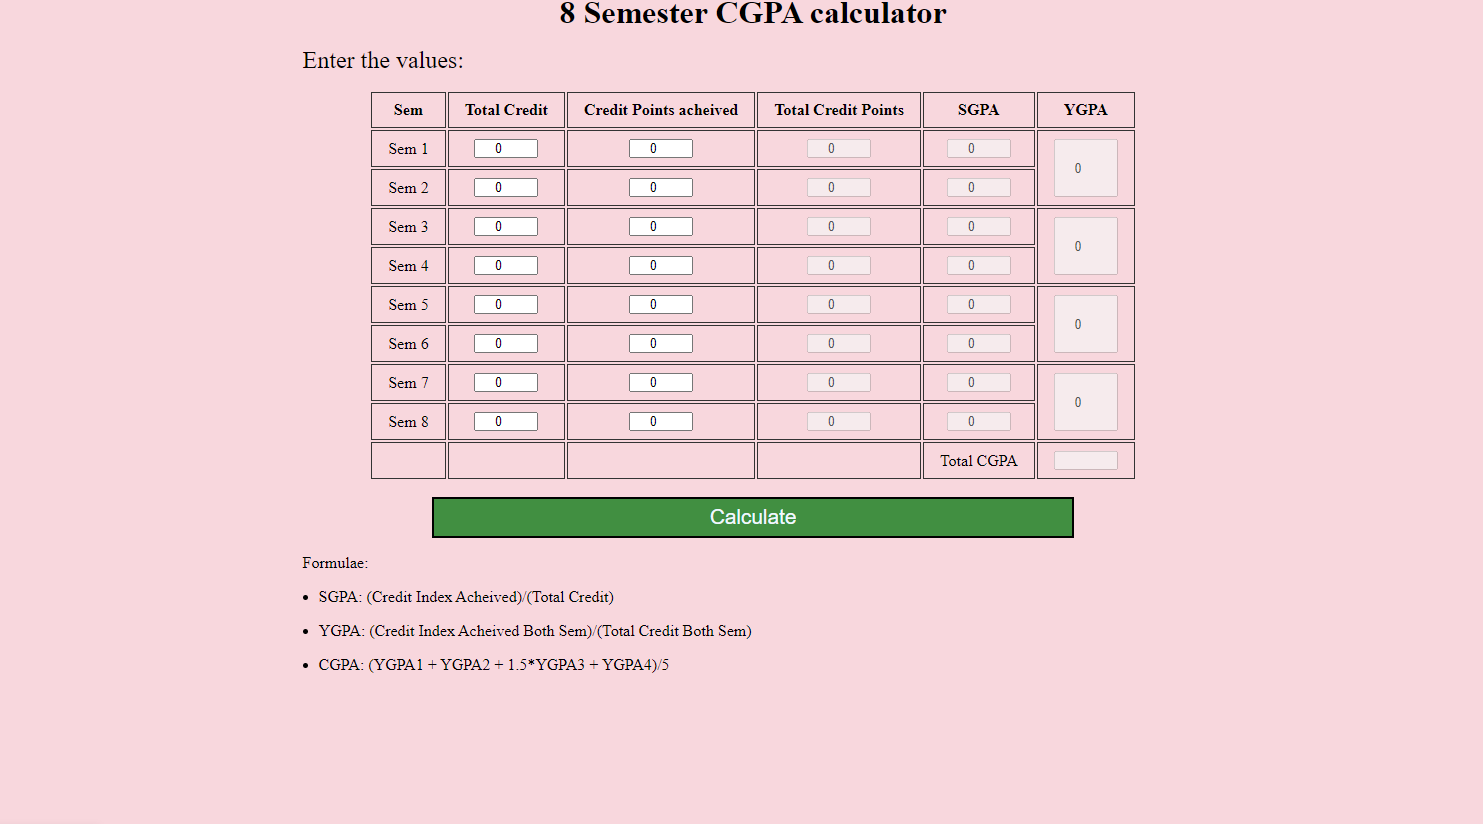 8 Semester CGPA calculator
Enter the values:
Sem Total Credit Credit Points acheived Total Credit Points SGPA YGPA
Sem 1 0 0 0 0 0
Sem 2 0 0 0 0
Sem 3 0 0 0 0 0
Sem 4 0 0 0 0
Sem 5 0 0 0 0 0
Sem 6 0 0 0 0
Sem 7 0 0 0 0 0
Sem 8 0 0 0 0
Total CGPA
Calculate
Formulae:
• SGPA: (Credit Index Acheived)/(Total Credit)
• YGPA: (Credit Index Acheived Both Sem)/(Total Credit Both Sem)
• CGPA: (YGPA1 + YGPA2 + 1.5*YGPA3 + YGPA4)/5